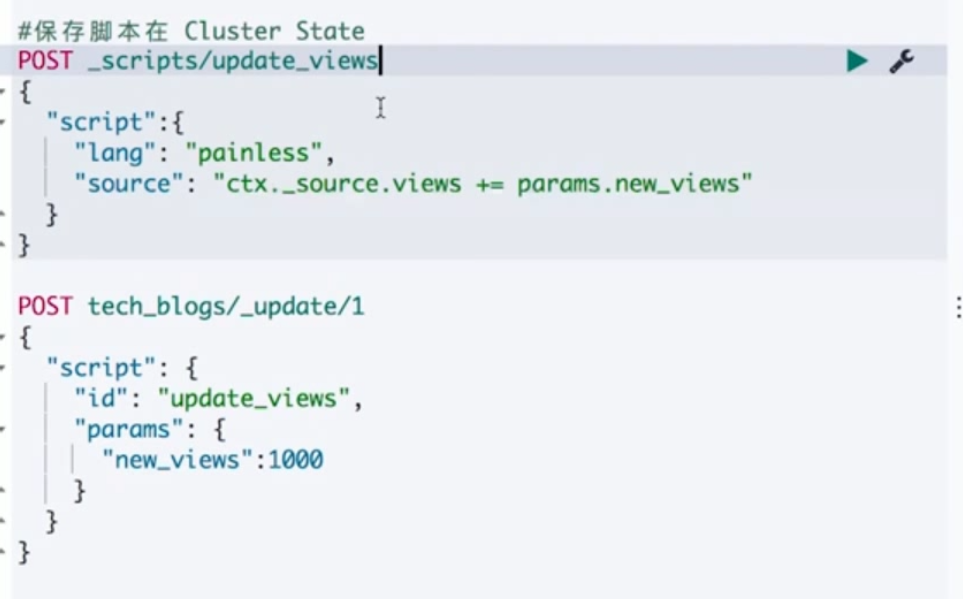 #保存脚本在 Cluster State
POST _scripts/update_views
{
  "script":{
    "lang": "painless",
    "source": "ctx._source.views += params.new_views"
  }
}

POST tech_blogs/_update/1
{
  "script": {
    "id": "update_views",
    "params": {
      "new_views":1000
    }
  }
}